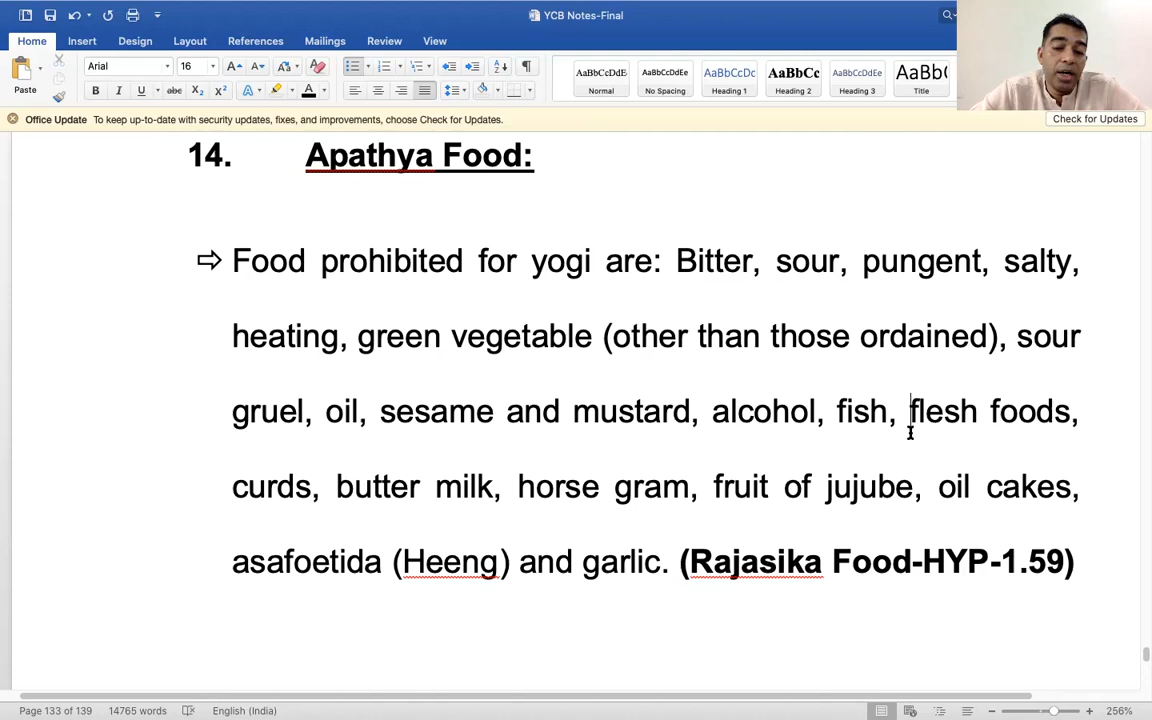 YCB Notes-Final
Home Insert Design Layout References Mailings Review View
Paste
Arial 16
AaBbCcDdE AaBbCcDdEe AaBbCcDc AaBbCc AaBbCcDdE AaBb(
Normal No Spacing Heading 1 Heading 2 Heading 3 Title
Office Update To keep up-to-date with security updates, fixes, and improvements, choose Check for Updates. Check for Updates
14. Apathya Food:
⇨ Food prohibited for yogi are: Bitter, sour, pungent, salty,
heating, green vegetable (other than those ordained), sour
gruel, oil, sesame and mustard, alcohol, fish, flesh foods,
curds, butter milk, horse gram, fruit of jujube, oil cakes,
asafoetida (Heeng) and garlic. (Rajasika Food-HYP-1.59)
Page 133 of 139 14765 words English (India) 256%